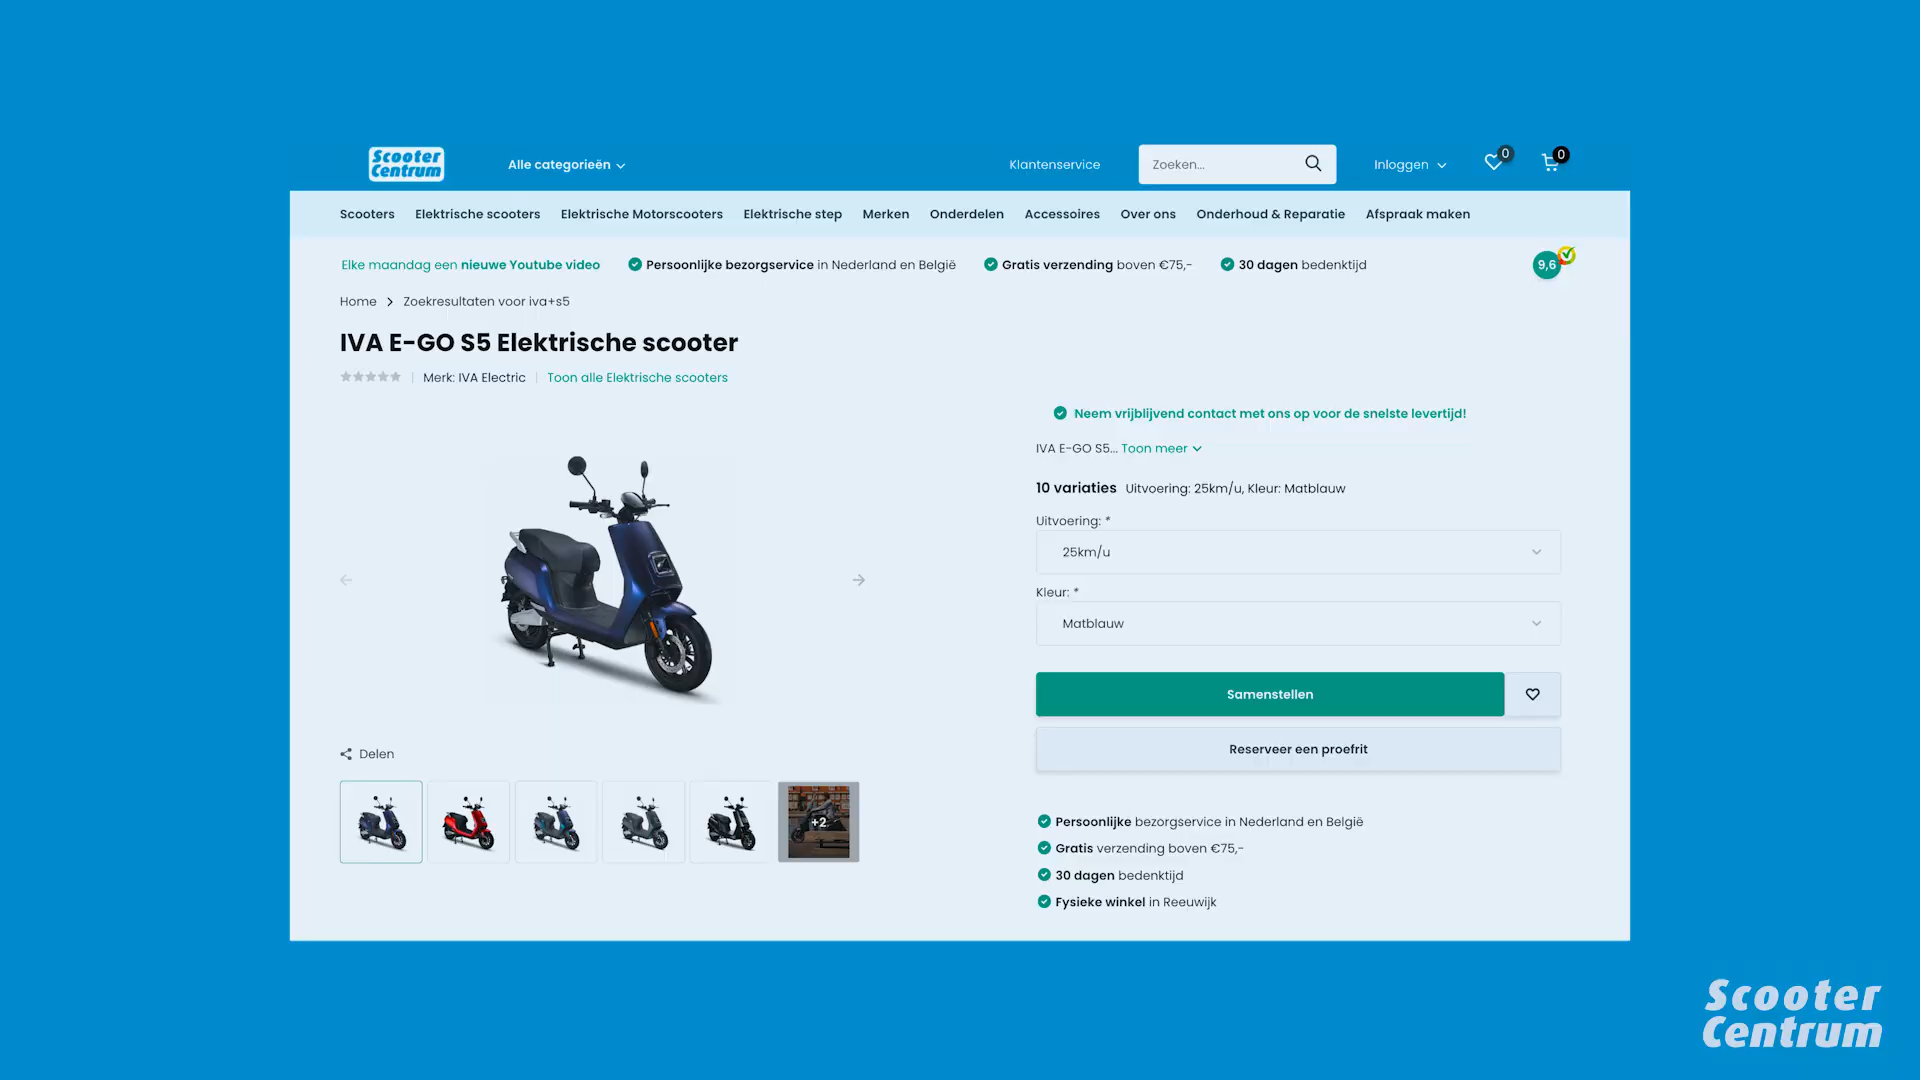 Scooter
Centrum
Alle categorieën
Klantenservice
Zoeken...
Inloggen
0
0
Scooters Elektrische scooters Elektrische Motorscooters Elektrische step Merken Onderdelen Accessoires Over ons Onderhoud & Reparatie Afspraak maken
Elke maandag een nieuwe Youtube video Persoonlijke bezorgservice in Nederland en België Gratis verzending boven €75,- 30 dagen bedenktijd 9,6
Home Zoekresultaten voor iva+s5
IVA E-GO S5 Elektrische scooter
Merk: IVA Electric Toon alle Elektrische scooters
Neem vrijblijvend contact met ons op voor de snelste levertijd!
IVA E-GO S5... Toon meer
10 variaties Uitvoering: 25km/u, Kleur: Matblauw
Uitvoering: *
25km/u
Kleur: *
Matblauw
Samenstellen
Reserveer een proefrit
Delen
+2
Persoonlijke bezorgservice in Nederland en België
Gratis verzending boven €75,-
30 dagen bedenktijd
Fysieke winkel in Reeuwijk
Scooter
Centrum